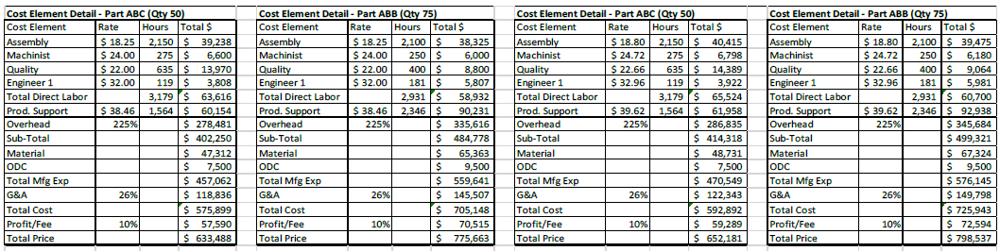 Cost Element Detail - Part ABC (Qty 50)
Cost Element Rate Hours Total $
Assembly $ 18.25 2,150 $ 39,238
Machinist $ 24.00 275 $ 6,600
Quality $ 22.00 635 $ 13,970
Engineer 1 $ 32.00 119 $ 3,808
Total Direct Labor 3,179 $ 63,616
Prod. Support $ 38.46 1,564 $ 60,154
Overhead 225% $ 278,481
Sub-Total $ 402,250
Material $ 47,312
ODC $ 7,500
Total Mfg Exp $ 457,062
G&A 26% $ 118,836
Total Cost $ 575,899
Profit/Fee 10% $ 57,590
Total Price $ 633,488
Cost Element Detail - Part ABB (Qty 75)
Cost Element Rate Hours Total $
Assembly $ 18.25 2,100 $ 38,325
Machinist $ 24.00 250 $ 6,000
Quality $ 22.00 400 $ 8,800
Engineer 1 $ 32.00 181 $ 5,807
Total Direct Labor 2,931 $ 58,932
Prod. Support $ 38.46 2,346 $ 90,231
Overhead 225% $ 335,616
Sub-Total $ 484,778
Material $ 65,363
ODC $ 9,500
Total Mfg Exp $ 559,641
G&A 26% $ 145,507
Total Cost $ 705,148
Profit/Fee 10% $ 70,515
Total Price $ 775,663
Cost Element Detail - Part ABC (Qty 50)
Cost Element Rate Hours Total $
Assembly $ 18.80 2,150 $ 40,415
Machinist $ 24.72 275 $ 6,798
Quality $ 22.66 635 $ 14,389
Engineer 1 $ 32.96 119 $ 3,922
Total Direct Labor 3,179 $ 65,524
Prod. Support $ 39.62 1,564 $ 61,958
Overhead 225% $ 286,835
Sub-Total $ 414,318
Material $ 48,731
ODC $ 7,500
Total Mfg Exp $ 470,549
G&A 26% $ 122,343
Total Cost $ 592,892
Profit/Fee 10% $ 59,289
Total Price $ 652,181
Cost Element Detail - Part ABB (Qty 75)
Cost Element Rate Hours Total $
Assembly $ 18.80 2,100 $ 39,475
Machinist $ 24.72 250 $ 6,180
Quality $ 22.66 400 $ 9,064
Engineer 1 $ 32.96 181 $ 5,981
Total Direct Labor 2,931 $ 60,700
Prod. Support $ 39.62 2,346 $ 92,938
Overhead 225% $ 345,684
Sub-Total $ 499,321
Material $ 67,324
ODC $ 9,500
Total Mfg Exp $ 576,145
G&A 26% $ 149,798
Total Cost $ 725,943
Profit/Fee 10% $ 72,594
Total Price $ 798,537